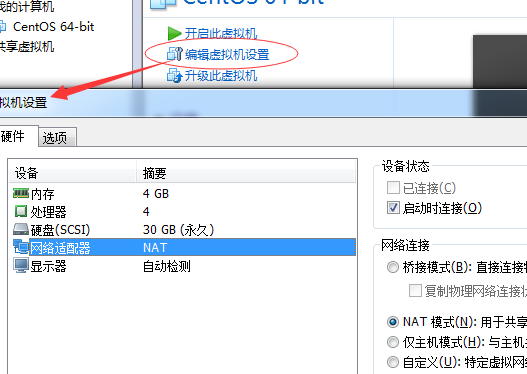 我的计算机
CentOS 64-bit
共享虚拟机
CentOS 64-bit
开启此虚拟机
编辑虚拟机设置
升级此虚拟机
拟机设置
硬件
选项
设备
摘要
内存
4 GB
处理器
4
硬盘(SCSI)
30 GB (永久)
网络适配器
NAT
显示器
自动检测
设备状态
已连接(C)
启动时连接(O)
网络连接
桥接模式(B): 直接连接
复制物理网络连接状
NAT 模式(N): 用于共享
仅主机模式(H): 与主机
自定义(U): 特定虚拟网